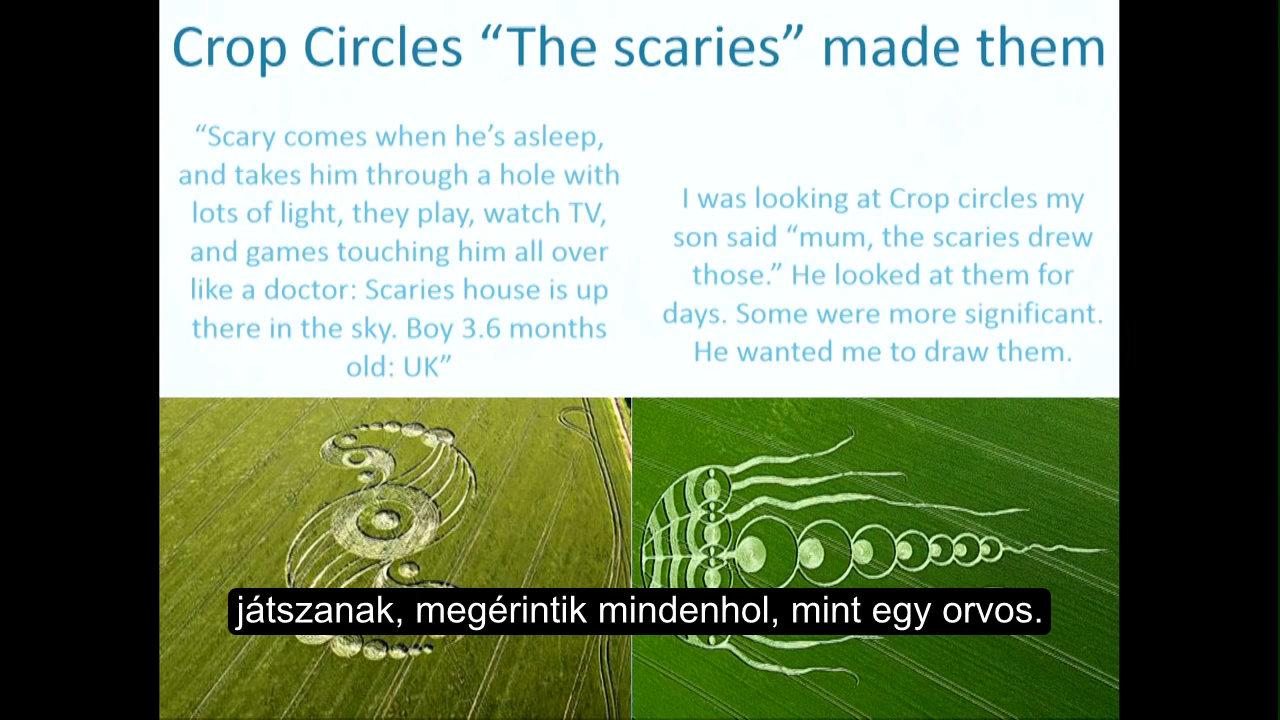 Crop Circles “The scaries” made them
“Scary comes when he’s asleep,
and takes him through a hole with
lots of light, they play, watch TV,
and games touching him all over
like a doctor: Scaries house is up
there in the sky. Boy 3.6 months
old: UK”
I was looking at Crop circles my
son said “mum, the scaries drew
those.” He looked at them for
days. Some were more significant.
He wanted me to draw them.
játszanak, megérintik mindenhol, mint egy orvos.